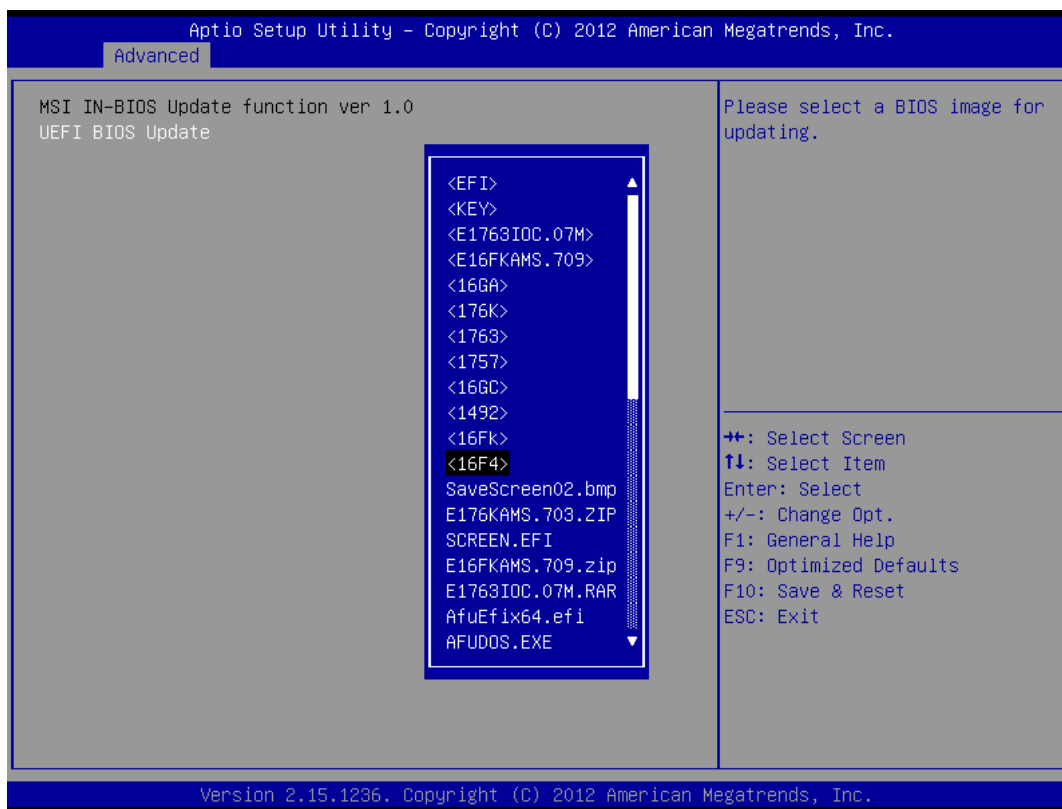 Aptio Setup Utility – Copyright (C) 2012 American Megatrends, Inc.
Advanced
MSI IN-BIOS Update function ver 1.0
UEFI BIOS Update
<EFI>
<KEY>
<E1763IOC.07M>
<E16FKAMS.709>
<16GA>
<176K>
<1763>
<1757>
<16GC>
<1492>
<16Fk>
<16F4>
SaveScreen02.bmp
E176KAMS.703.ZIP
SCREEN.EFI
E16FKAMS.709.zip
E1763IOC.07M.RAR
AfuEfix64.efi
AFUDOS.EXE
Please select a BIOS image for
updating.
→←: Select Screen
↑↓: Select Item
Enter: Select
+/-: Change Opt.
F1: General Help
F9: Optimized Defaults
F10: Save & Reset
ESC: Exit
Version 2.15.1236. Copyright (C) 2012 American Megatrends, Inc.